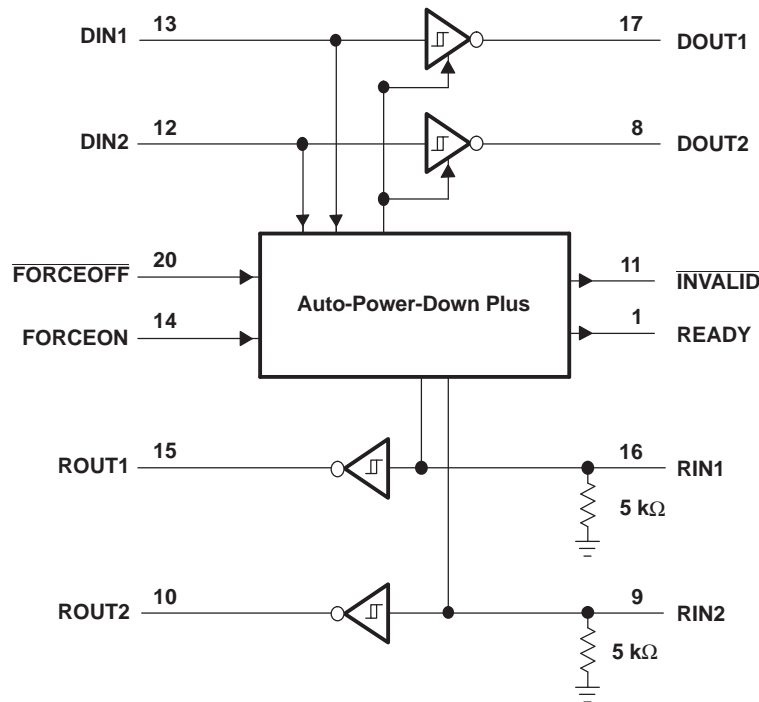 DIN1 13 17 DOUT1
DIN2 12 8 DOUT2
FORCEOFF 20 11 INVALID
Auto-Power-Down Plus
FORCEON 14 1 READY
ROUT1 15 16 RIN1
5 kΩ
ROUT2 10 9 RIN2
5 kΩ